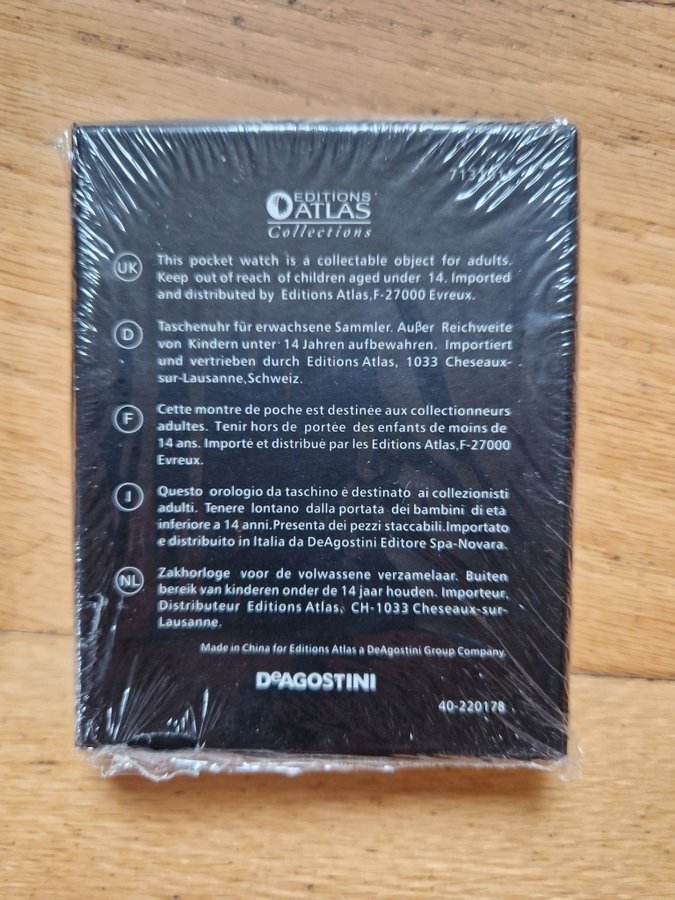 EDITIONS
ATLAS
Collections
UK
This pocket watch is a collectable object for adults.
Keep out of reach of children aged under 14. Imported
and distributed by Editions Atlas,F-27000 Evreux.
D
Taschenuhr für erwachsene Sammler. Außer Reichweite
von Kindern unter 14 Jahren aufbewahren. Importiert
und vertrieben durch Editions Atlas, 1033 Cheseaux-
sur-Lausanne,Schweiz.
F
Cette montre de poche est destinée aux collectionneurs
adultes. Tenir hors de portée des enfants de moins de
14 ans. Importé et distribué par les Editions Atlas,F-27000
Evreux.
I
Questo orologio da taschino è destinato ai collezionisti
adulti. Tenere lontano dalla portata dei bambini di età
inferiore a 14 anni.Presenta dei pezzi staccabili.Importato
e distribuito in Italia da DeAgostini Editore Spa-Novara.
NL
Zakhorloge voor de volwassene verzamelaar. Buiten
bereik van kinderen onder de 14 jaar houden. Importeur.
Distributeur Editions Atlas, CH-1033 Cheseaux-sur-
Lausanne.
Made in China for Editions Atlas a DeAgostini Group Company.
DeAGOSTINI
40-220178